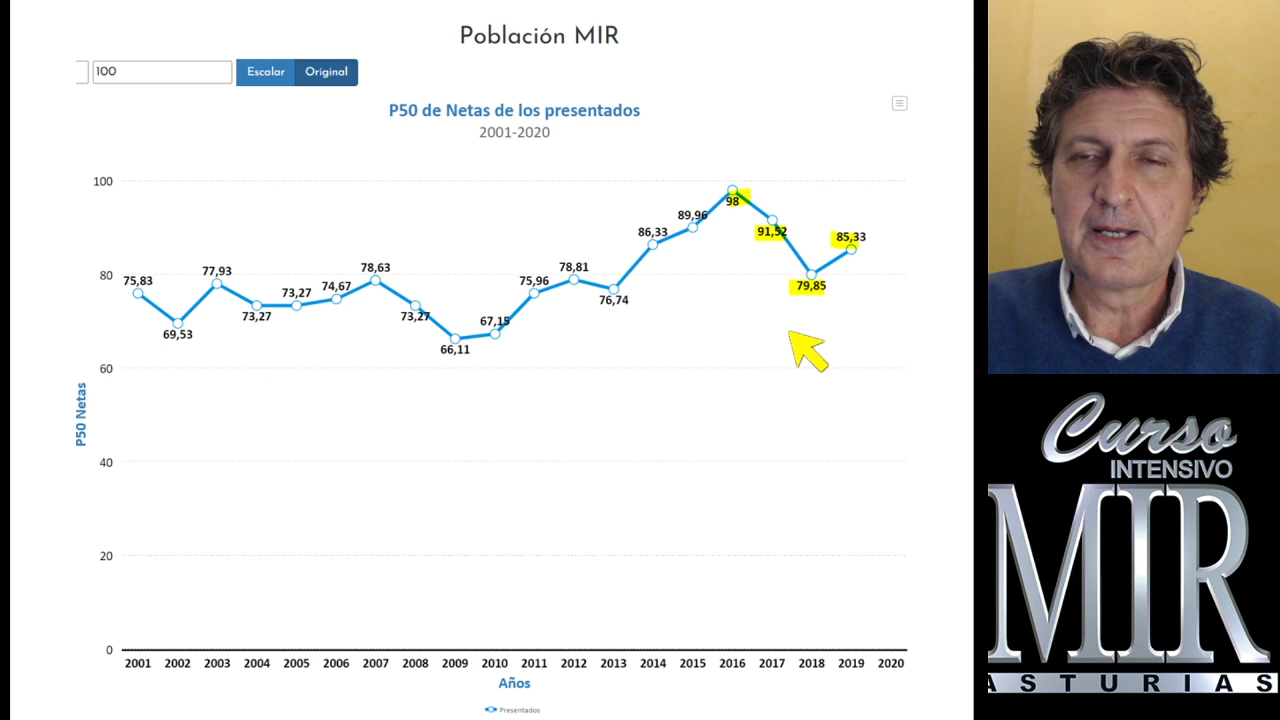 Población MIR
100
Escalar
Original
P50 de Netas de los presentados
2001-2020
P50 Netas
100
80
60
40
20
0
75,83
69,53
77,93
73,27
73,27
74,67
78,63
73,27
66,11
67,15
75,96
78,81
76,74
86,33
89,96
98
91,52
79,85
85,33
2001 2002 2003 2004 2005 2006 2007 2008 2009 2010 2011 2012 2013 2014 2015 2016 2017 2018 2019 2020
Años
Presentados
Curso
INTENSIVO
MIR
ASTURIAS